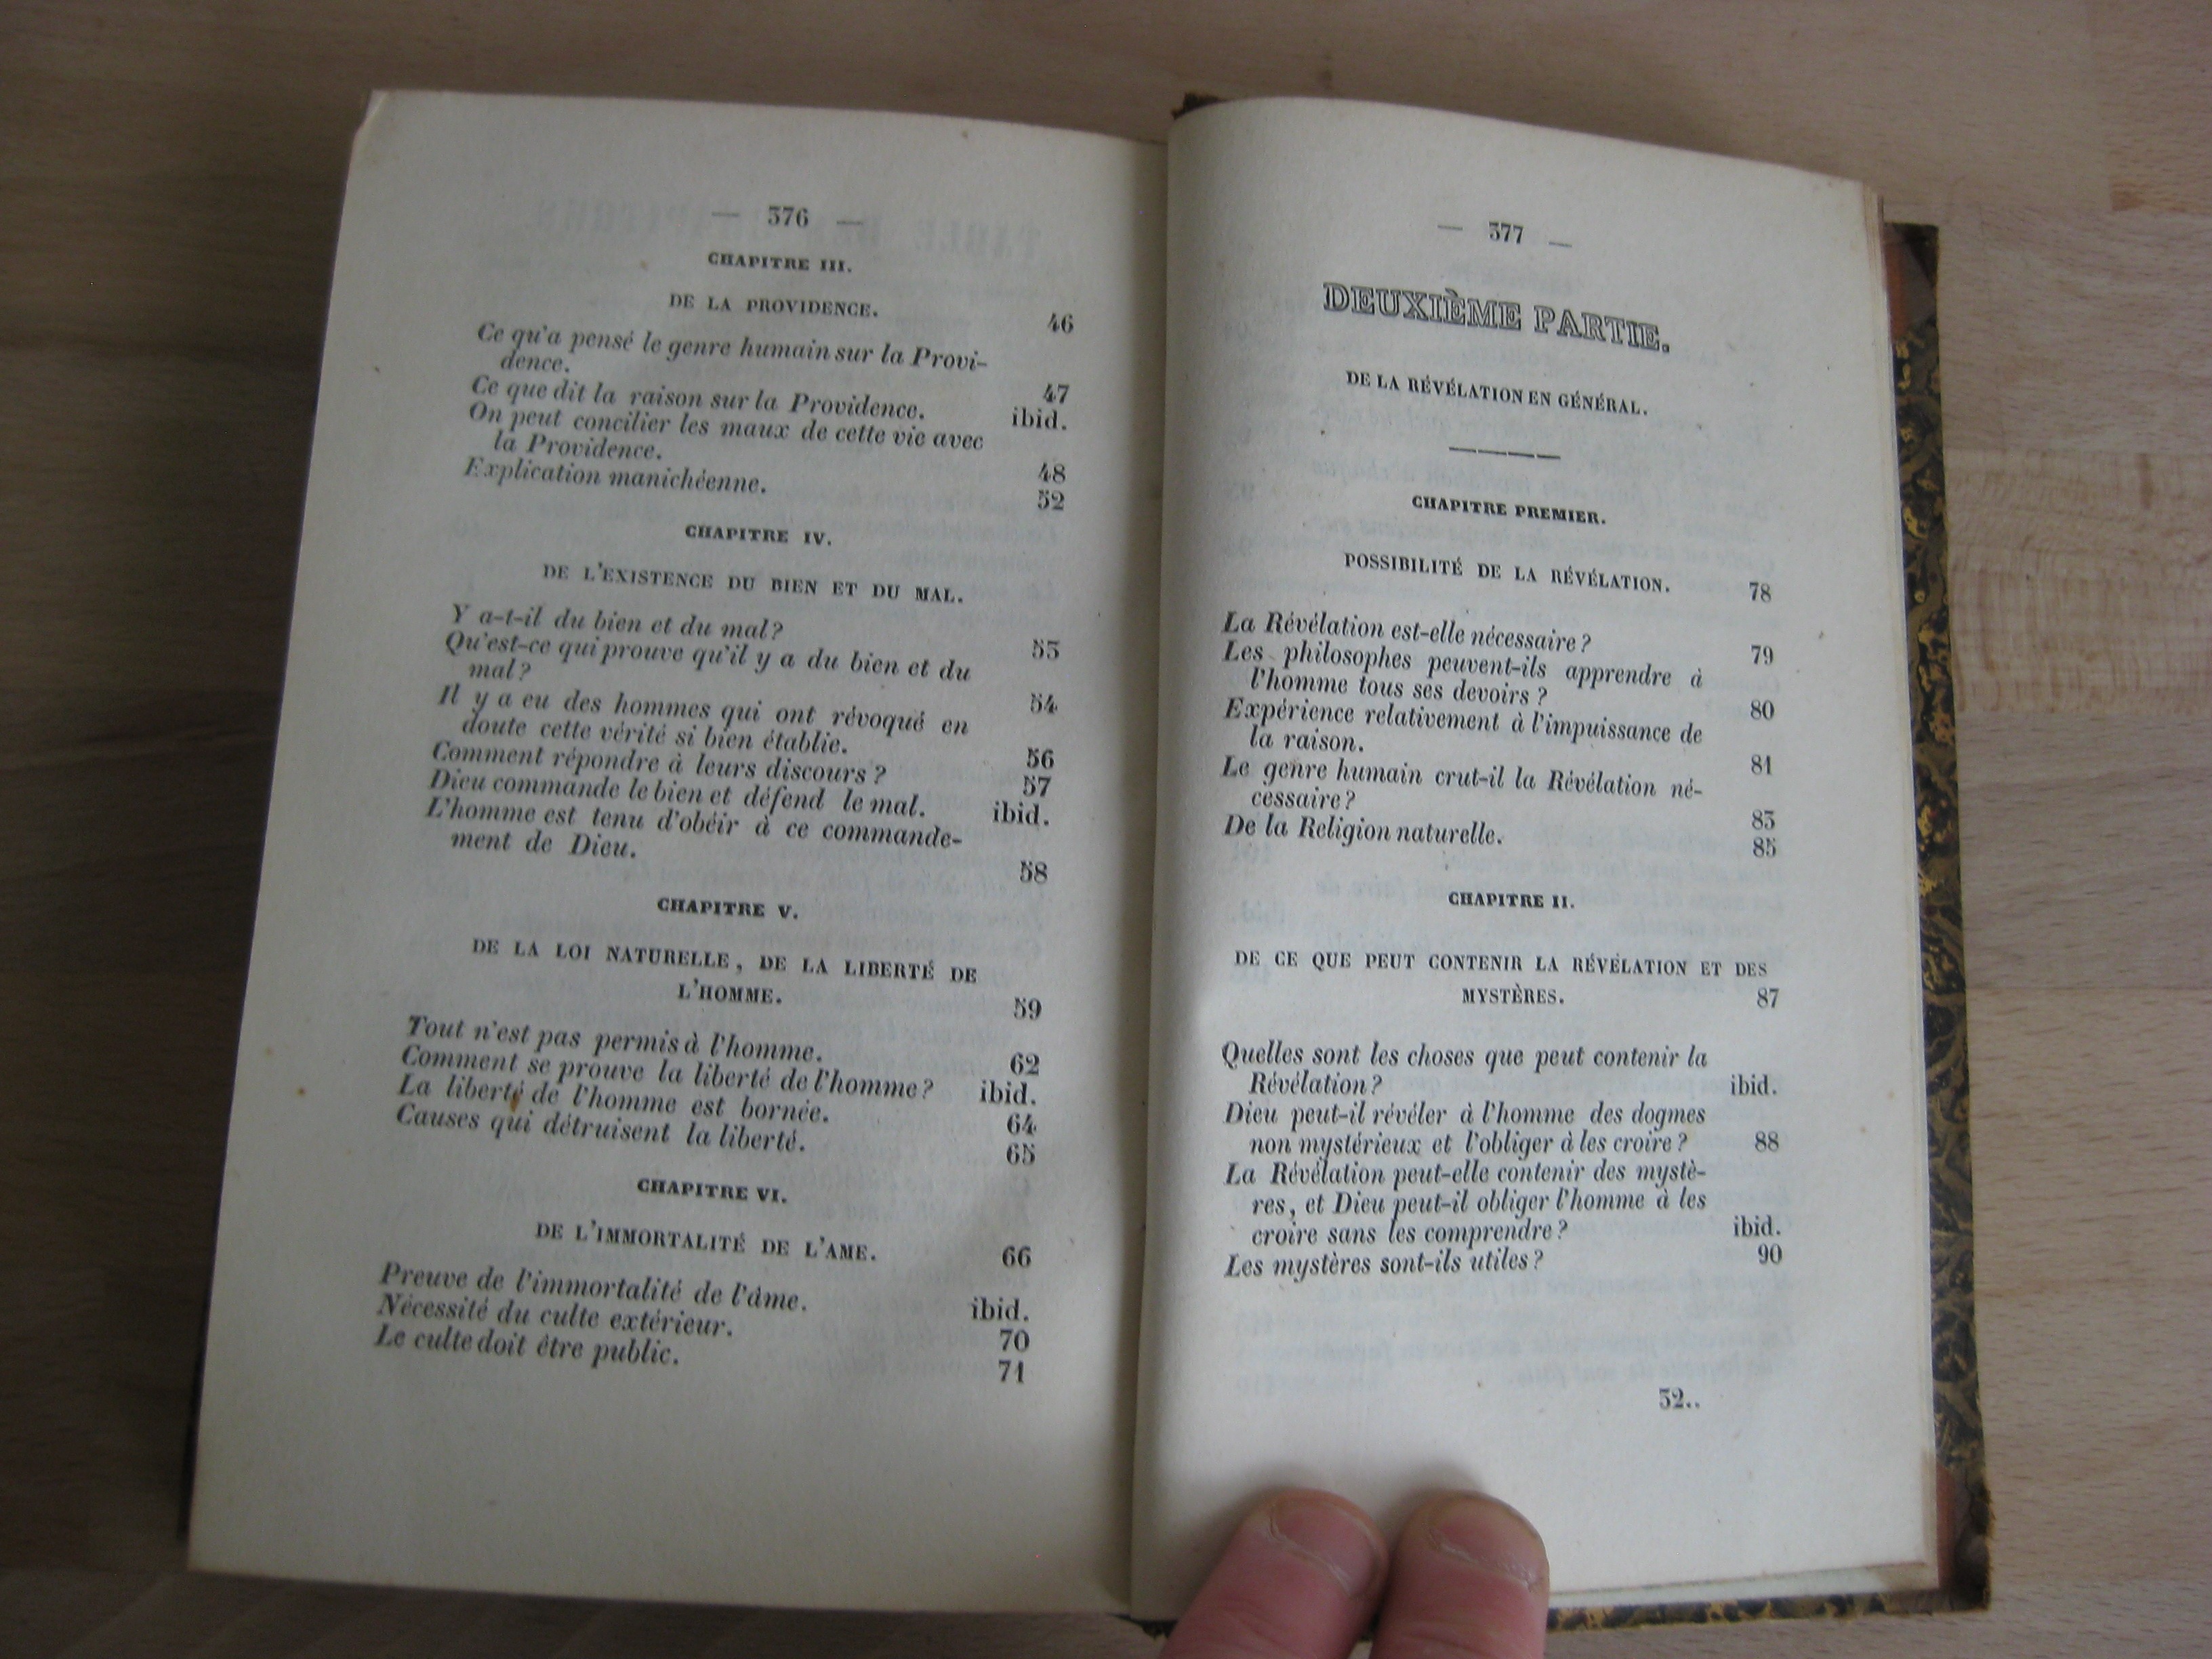 — 376 —
CHAPITRE III.
DE LA PROVIDENCE. 46
Ce qu'a pensé le genre humain sur la Provi-
dence. 47
Ce que dit la raison sur la Providence. ibid.
On peut concilier les maux de cette vie avec
la Providence. 48
Explication manichéenne. 52
CHAPITRE IV.
DE L'EXISTENCE DU BIEN ET DU MAL.
Y a-t-il du bien et du mal? 53
Qu'est-ce qui prouve qu'il y a du bien et du
mal? 54
Il y a eu des hommes qui ont révoqué en
doute cette vérité si bien établie. 56
Comment répondre à leurs discours? 57
Dieu commande le bien et défend le mal. ibid.
L'homme est tenu d'obéir à ce commande-
ment de Dieu. 58
CHAPITRE V.
DE LA LOI NATURELLE, DE LA LIBERTÉ DE
L'HOMME. 59
Tout n'est pas permis à l'homme. 62
Comment se prouve la liberté de l'homme? ibid.
La liberté de l'homme est bornée. 64
Causes qui détruisent la liberté. 65
CHAPITRE VI.
DE L'IMMORTALITÉ DE L'AME. 66
Preuve de l'immortalité de l'âme. ibid.
Nécessité du culte extérieur. 70
Le culte doit être public. 71
— 377 —
DEUXIÈME PARTIE.
DE LA RÉVÉLATION EN GÉNÉRAL.
CHAPITRE PREMIER.
POSSIBILITÉ DE LA RÉVÉLATION. 78
La Révélation est-elle nécessaire? 79
Les philosophes peuvent-ils apprendre à
l'homme tous ses devoirs? 80
Expérience relativement à l'impuissance de
la raison. 81
Le genre humain crut-il la Révélation né-
cessaire? 83
De la Religion naturelle. 85
CHAPITRE II.
DE CE QUE PEUT CONTENIR LA RÉVÉLATION ET DES
MYSTÈRES. 87
Quelles sont les choses que peut contenir la
Révélation? ibid.
Dieu peut-il révéler à l'homme des dogmes
non mystérieux et l'obliger à les croire? 88
La Révélation peut-elle contenir des mystè-
res, et Dieu peut-il obliger l'homme à les
croire sans les comprendre? ibid.
Les mystères sont-ils utiles? 90
32..